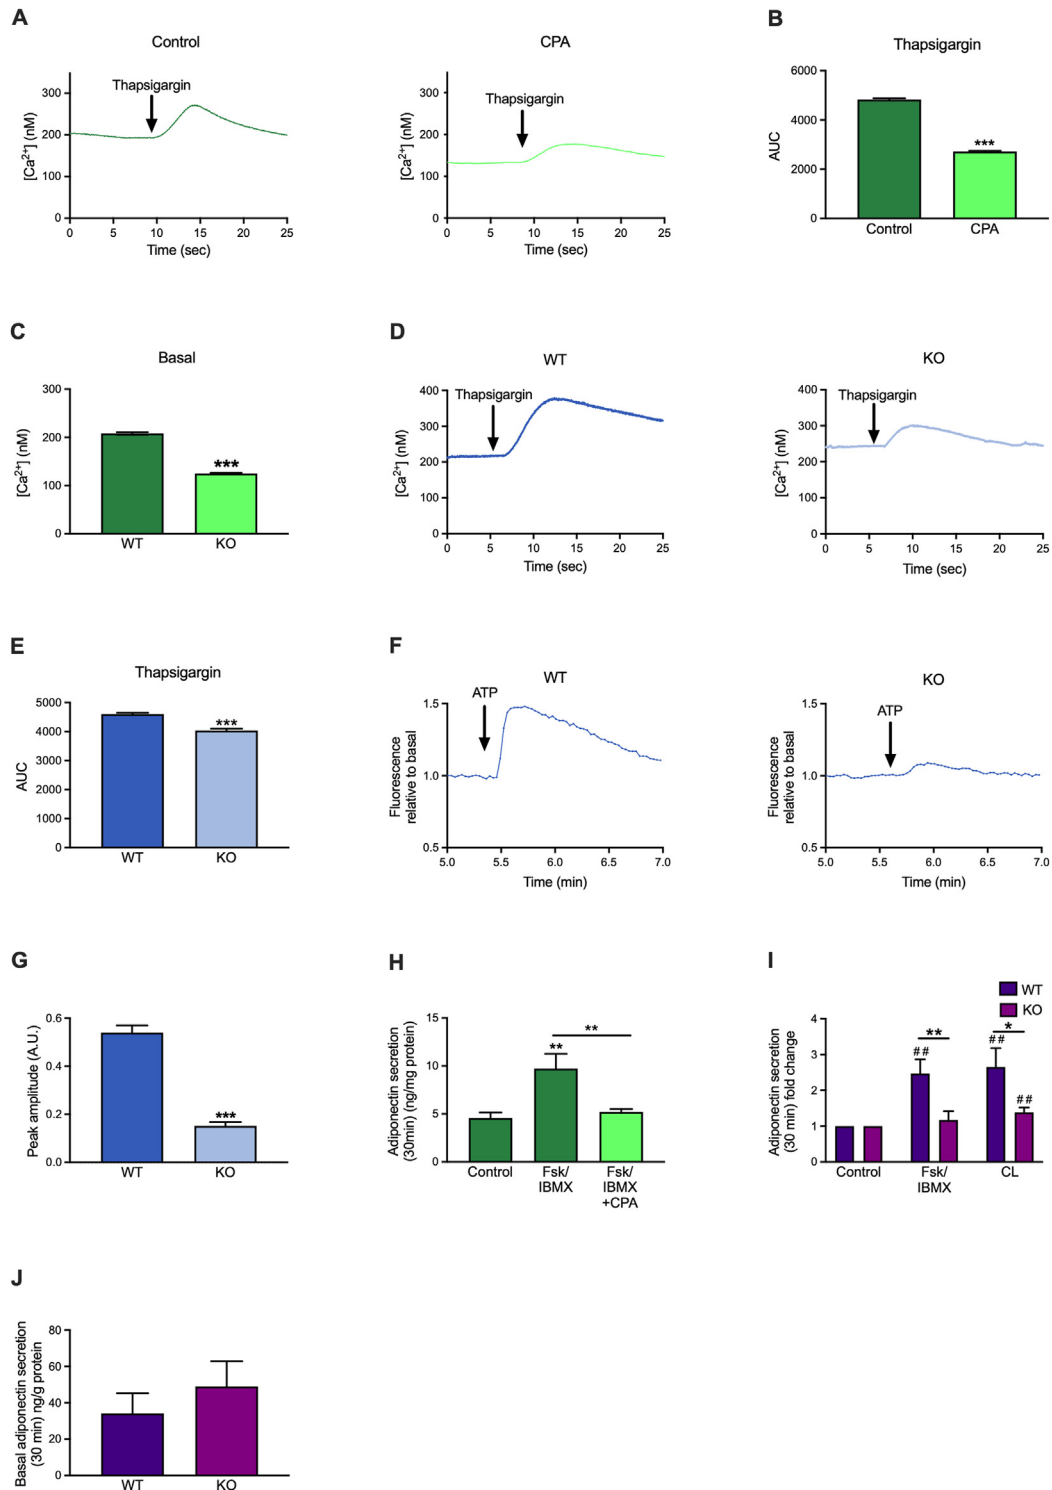 A
Control
Thapsigargin
[Ca²⁺] (nM)
300
200
100
0
0 5 10 15 20 25
Time (sec)
CPA
Thapsigargin
[Ca²⁺] (nM)
300
200
100
0
0 5 10 15 20 25
Time (sec)
B
Thapsigargin
AUC
6000
4000
2000
0
***
Control CPA
C
Basal
[Ca²⁺] (nM)
300
200
100
0
***
WT KO
D
WT
Thapsigargin
[Ca²⁺] (nM)
400
300
200
100
0
0 5 10 15 20 25
Time (sec)
KO
Thapsigargin
[Ca²⁺] (nM)
400
300
200
100
0
0 5 10 15 20 25
Time (sec)
E
Thapsigargin
AUC
5000
4000
3000
2000
1000
0
***
WT KO
F
WT
ATP
Fluorescence
relative to basal
1.5
1.0
0.5
5.0 5.5 6.0 6.5 7.0
Time (min)
KO
ATP
Fluorescence
relative to basal
1.5
1.0
0.5
5.0 5.5 6.0 6.5 7.0
Time (min)
G
Peak amplitude (A.U.)
0.6
0.4
0.2
0.0
***
WT KO
H
Adiponectin secretion
(30min) (ng/mg protein)
15
10
5
0
**
**
Control Fsk/ Fsk/
IBMX IBMX
+CPA
I
WT
KO
Adiponectin secretion
(30 min) fold change
4
3
2
1
0
## ** ## * ##
Control Fsk/ CL
IBMX
J
Basal adiponectin secretion
(30 min) ng/g protein
80
60
40
20
0
WT KO